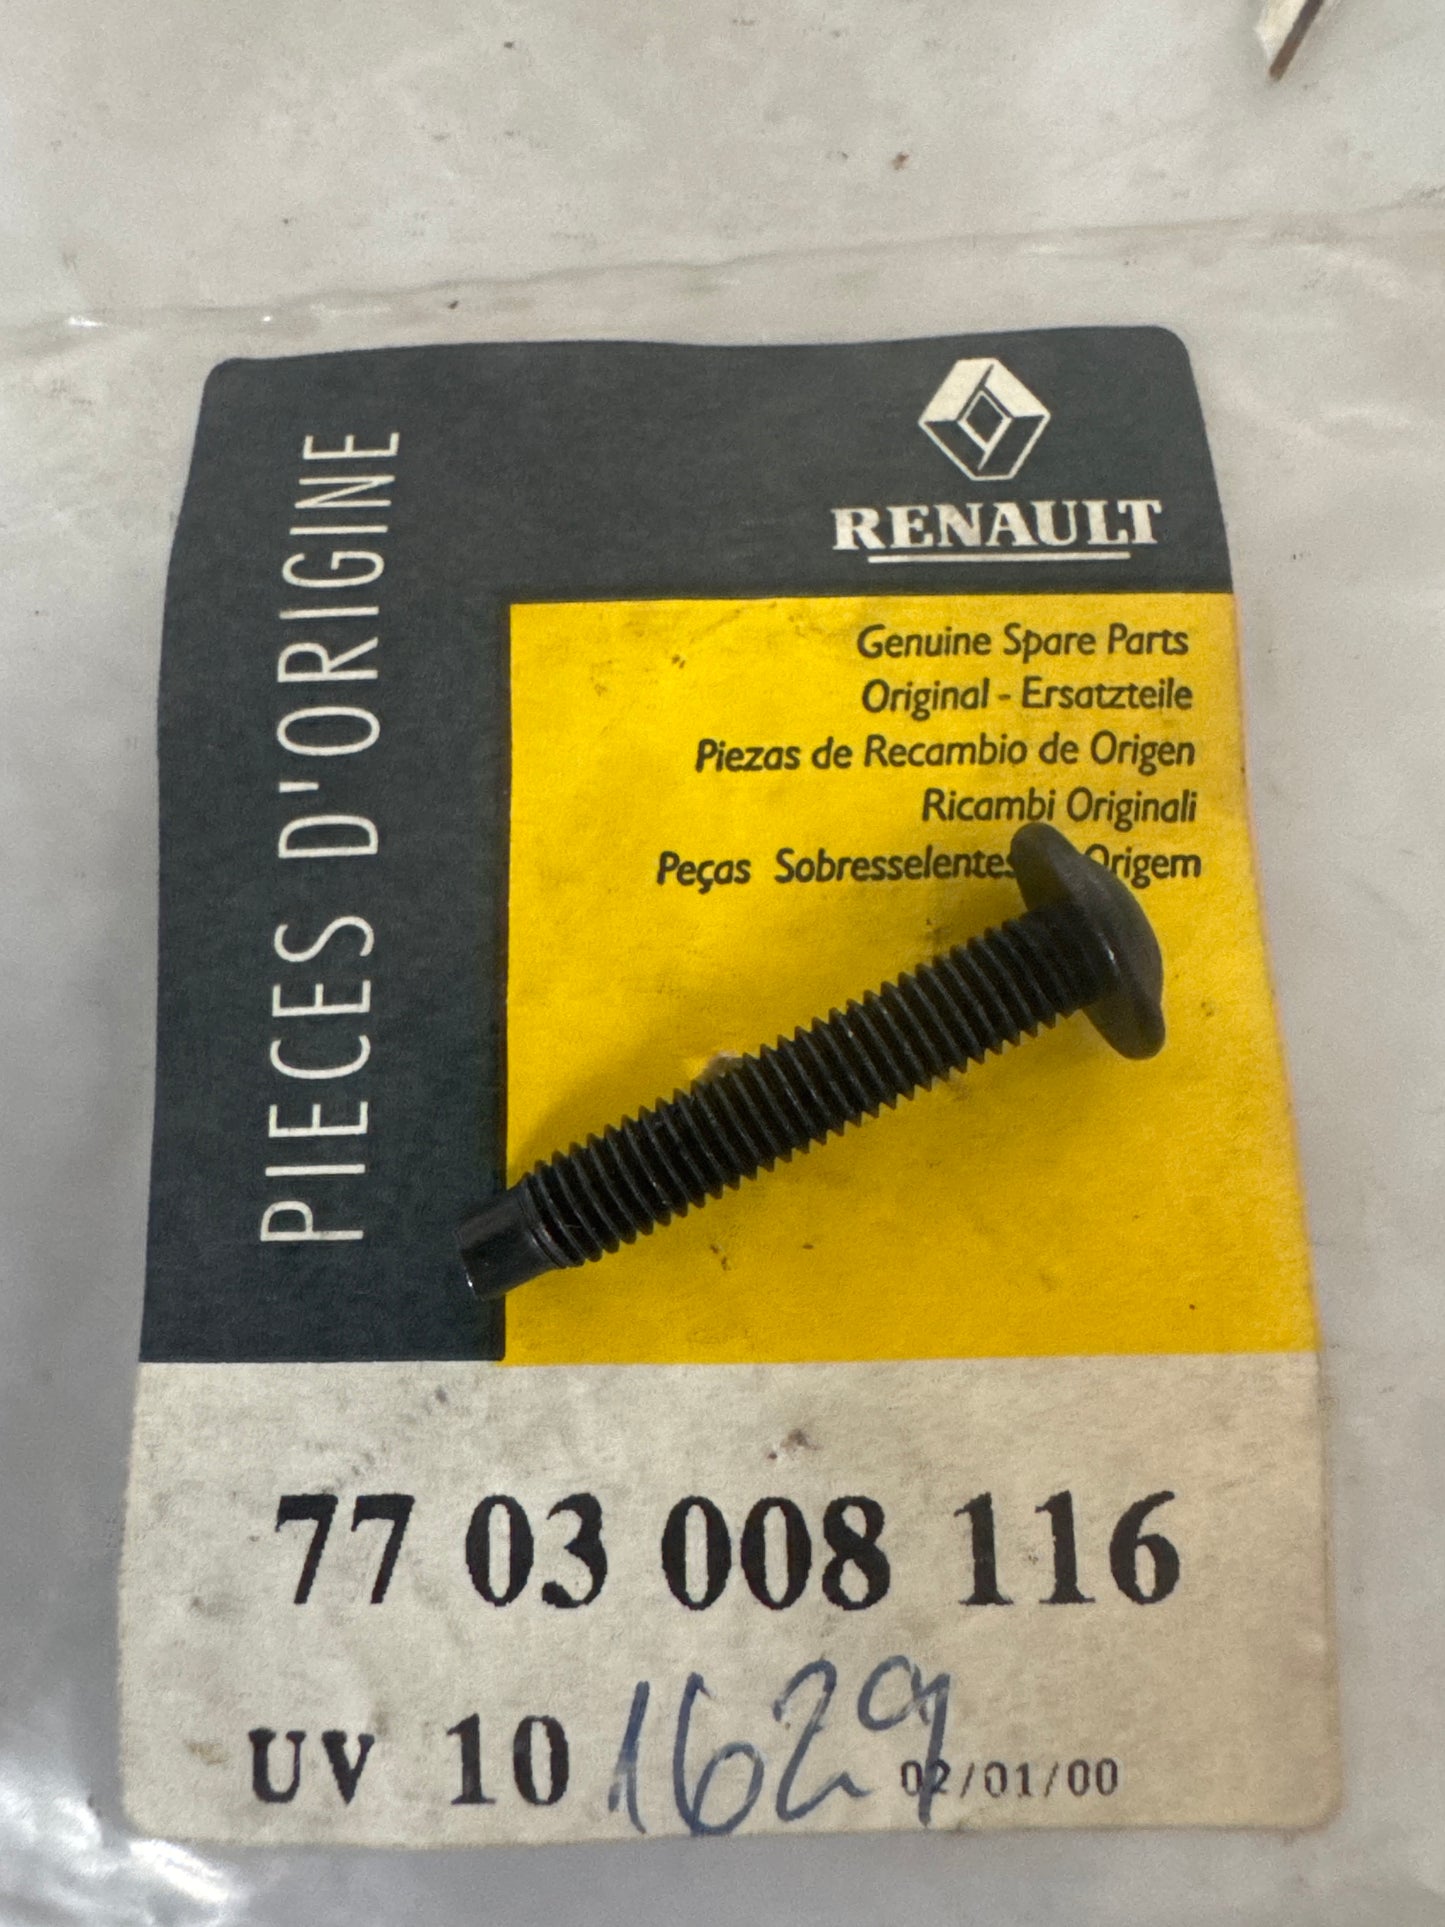 PIECES D'ORIGINE
RENAULT
Genuine Spare Parts
Original - Ersatzteile
Piezas de Recambio de Origen
Ricambi Originali
Peças Sobresselentes Origem
77 03 008 116
UV 10 1629
02/01/00